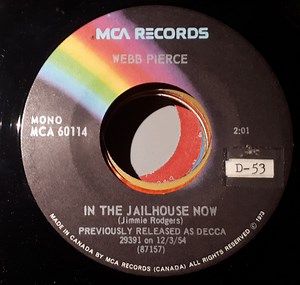 MCA RECORDS
WEBB PIERCE
MONO
MCA 60114
2:01
D-53
IN THE JAILHOUSE NOW
(Jimmie Rodgers)
PREVIOUSLY RELEASED AS DECCA
29391 on 12/3/54
(87157)
MADE IN CANADA BY MCA RECORDS (CANADA) ALL RIGHTS RESERVED © 1973